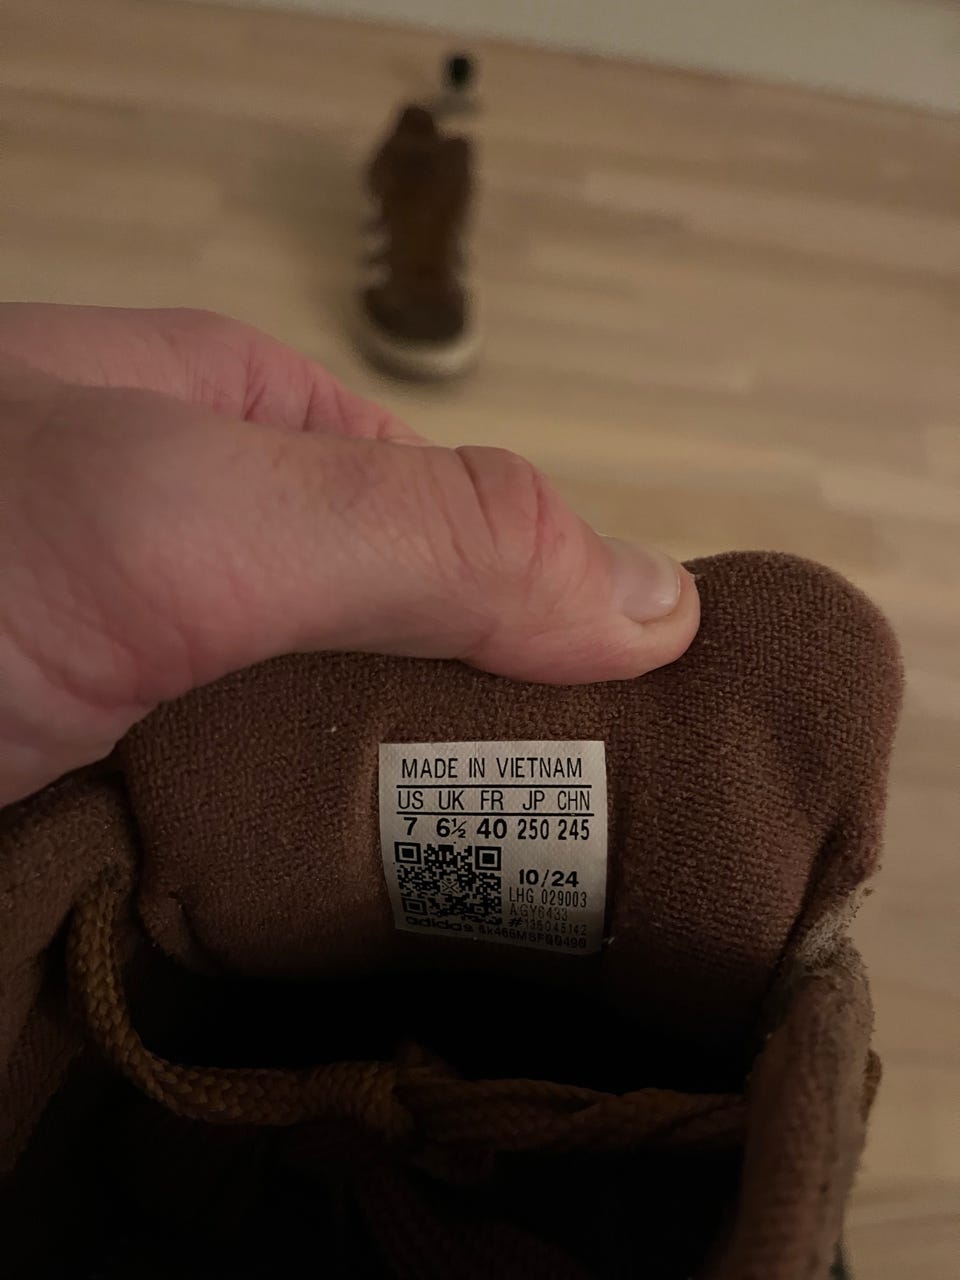 MADE IN VIETNAM
US UK FR JP CHN
7 6½ 40 250 245
10/24
LHG 029003
AGY6433
#135045142
adidas